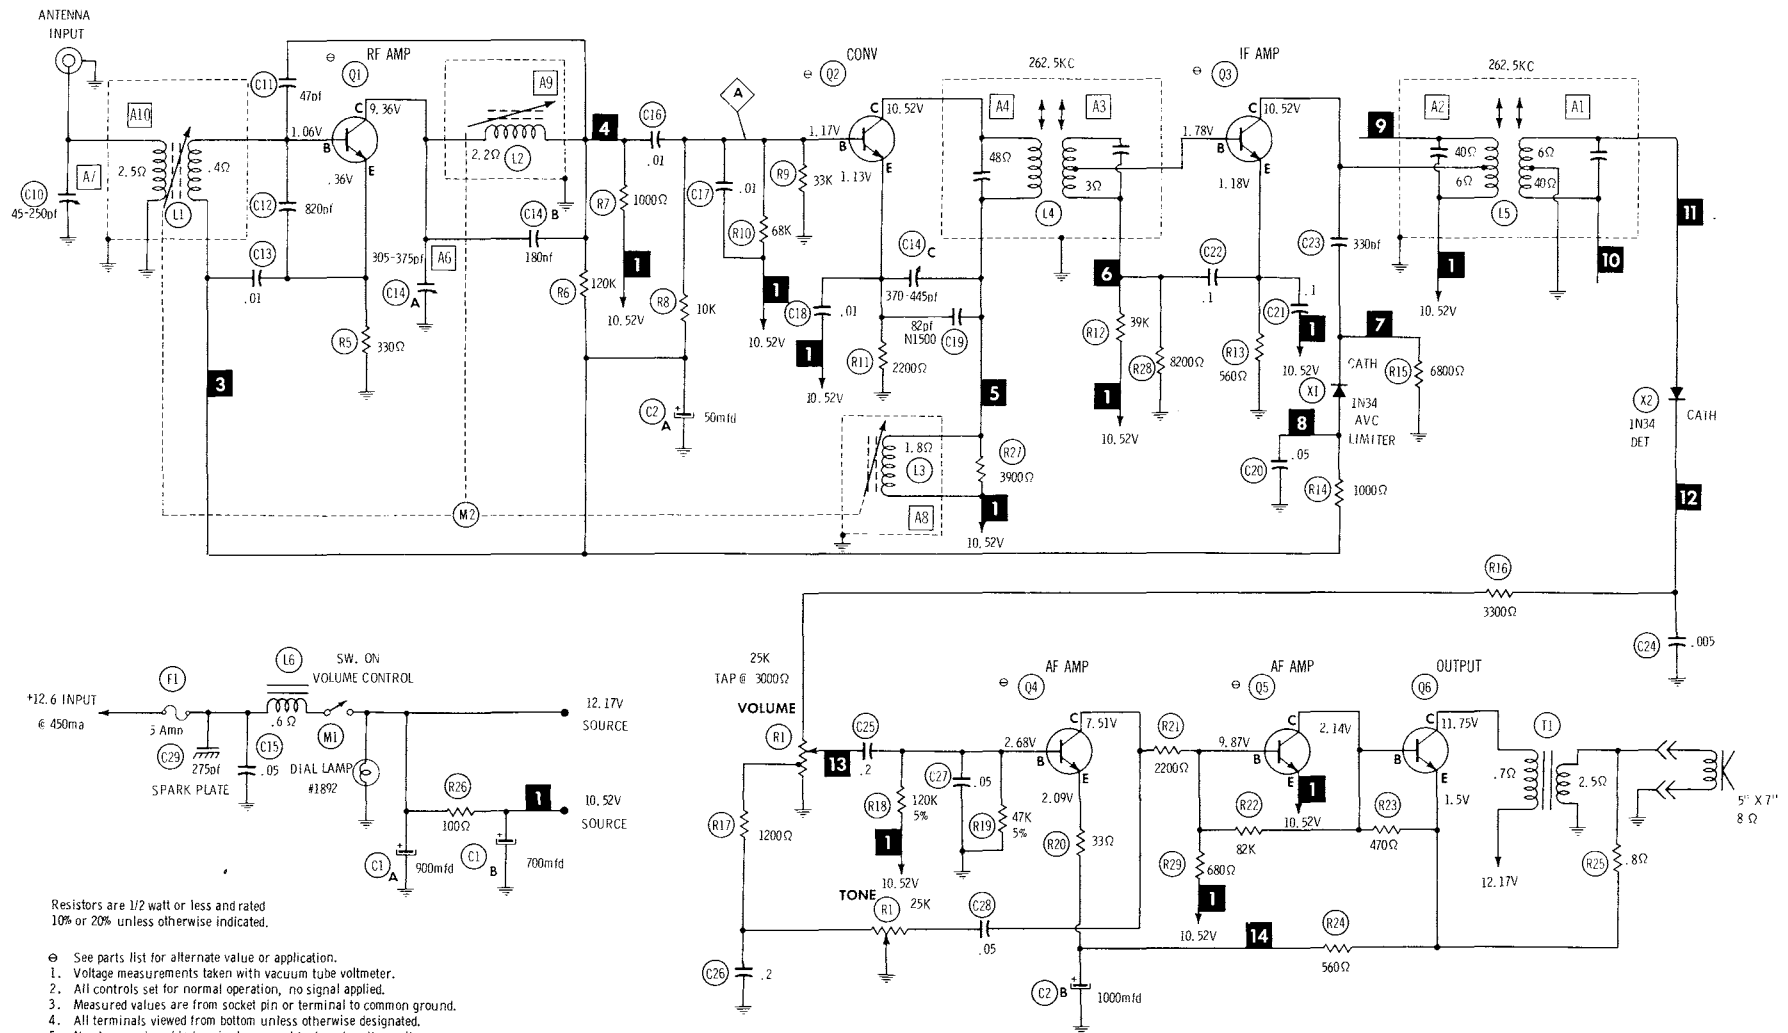 ANTENNA
INPUT
RF AMP
⊖ Q1
CONV
⊖ Q2
262.5KC
IF AMP
⊖ Q3
262.5KC
C11
47pf
A10
2.5Ω
.4Ω
L1
A7
C10
45-250pf
C12
820pf
C13
.01
1.06V
B
C
9.36V
E
.36V
305-375pf
A6
C14
A
R5
330Ω
3
A9
2.2Ω
L2
C14 B
180pf
4
C16
.01
R7
1000Ω
1
10.52V
R6
120K
R8
10K
C2
A
50mfd
M2
A
C17
.01
R10
68K
1
10.52V
R9
33K
1.17V
B
C
10.52V
E
1.13V
C14 C
370-445pf
C18
.01
1
10.52V
82pf
N1500
C19
R11
2200Ω
5
1.8Ω
L3
A8
R27
3900Ω
1
10.52V
A4
A3
48Ω
3Ω
L4
6
R12
39K
1
10.52V
R28
8200Ω
C22
.1
1.78V
B
C
10.52V
E
1.18V
R13
560Ω
C21
.1
1
10.52V
C23
330pf
7
CATH
X1
1N34
AVC
LIMITER
R15
6800Ω
8
C20
.05
R14
1000Ω
9
A2
A1
40Ω
6Ω
6Ω
40Ω
L5
1
10.52V
10
11
X2
1N34
DET
CATH
12
R16
3300Ω
C24
.005
F1
+12.6 INPUT
@ 450ma
5 Amp
C29
275pf
SPARK PLATE
L6
.6Ω
SW. ON
VOLUME CONTROL
M1
C15
.05
DIAL LAMP
#1892
12.17V
SOURCE
R26
100Ω
1
10.52V
SOURCE
C1
A
900mfd
C1
B
700mfd
25K
TAP @ 3000Ω
VOLUME
R1
13
C25
.2
R17
1200Ω
R18
120K
5%
1
10.52V
C27
.05
R19
47K
5%
AF AMP
⊖ Q4
2.68V
B
C
7.51V
E
2.09V
R20
33Ω
TONE
25K
R1
C28
.05
C26
.2
C2 B
1000mfd
R21
2200Ω
AF AMP
⊖ Q5
9.87V
B
C
2.14V
E
1
10.52V
R22
82K
R29
680Ω
1
10.52V
14
R23
470Ω
R24
560Ω
OUTPUT
Q6
B
C
11.75V
E
1.5V
T1
.7Ω
2.5Ω
12.17V
R25
.8Ω
5" X 7"
8 Ω
Resistors are 1/2 watt or less and rated
10% or 20% unless otherwise indicated.
⊖ See parts list for alternate value or application.
1. Voltage measurements taken with vacuum tube voltmeter.
2. All controls set for normal operation, no signal applied.
3. Measured values are from socket pin or terminal to common ground.
4. All terminals viewed from bottom unless otherwise designated.